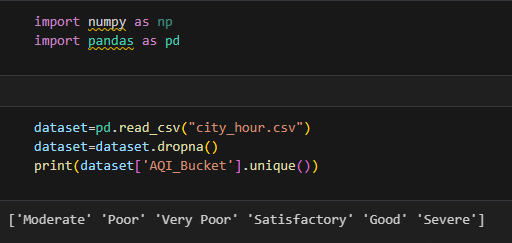 import numpy as np
import pandas as pd
dataset=pd.read_csv("city_hour.csv")
dataset=dataset.dropna()
print(dataset['AQI_Bucket'].unique())
['Moderate' 'Poor' 'Very Poor' 'Satisfactory' 'Good' 'Severe']